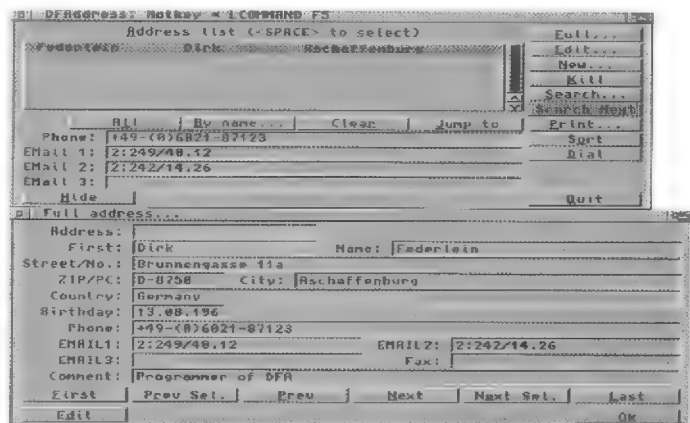 DFAddress: Hotkey = LCOMMAND F5
Address list (<SPACE> to select)
Federlein Dirk Aschaffenburg
Full...
Edit...
New...
Kill
Search...
Search Next
Print...
Sort
Dial
All By name... Clear Jump to
Phone: +49-(0)6021-87123
EMail 1: 2:249/40.12
EMail 2: 2:242/14.26
EMail 3:
Hide Quit
Full address...
Address:
First: Dirk Name: Federlein
Street/No.: Brunnengasse 11a
ZIP/PC: D-8750 City: Aschaffenburg
Country: Germany
Birthday: 13.08.196
Phone: +49-(0)6021-87123
EMAIL1: 2:249/40.12 EMAIL2: 2:242/14.26
EMAIL3: Fax:
Comment: Programmer of DFA
First Prev Sel. Prev Next Next Sel. Last
Edit OK